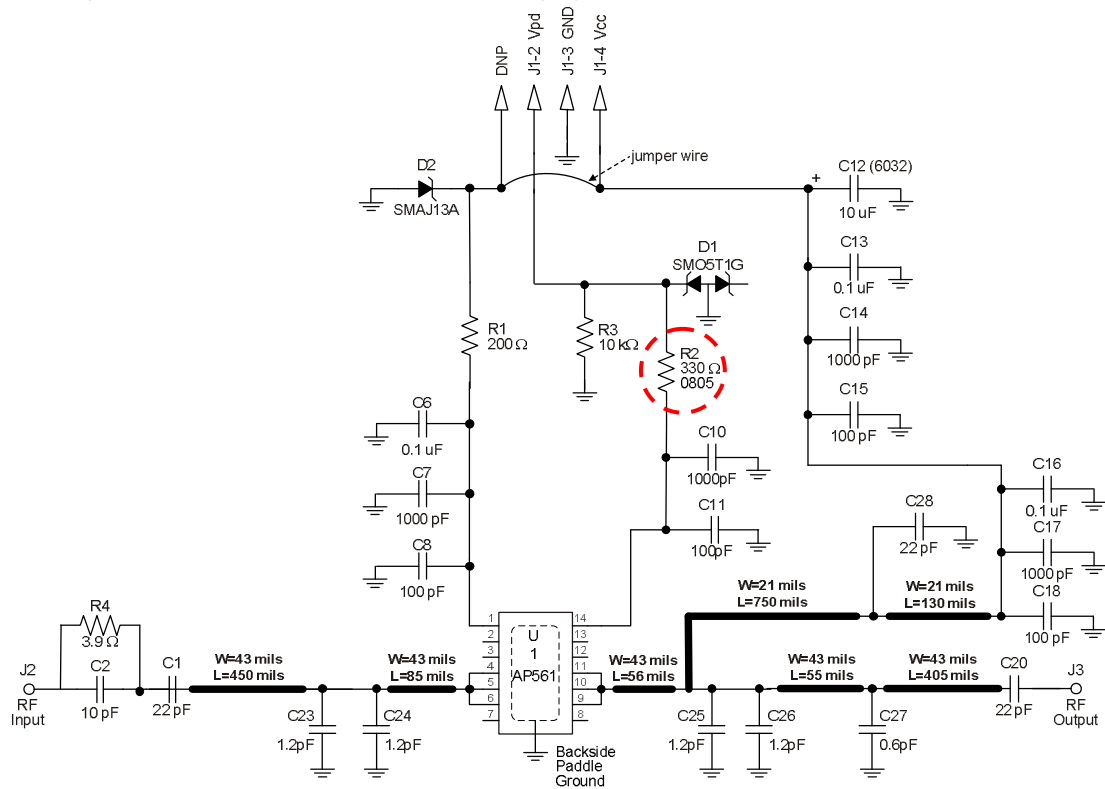 DNP
J1-2 Vpd
J1-3 GND
J1-4 Vcc
jumper wire
D2
SMAJ13A
+
C12 (6032)
10 uF
C13
0.1 uF
D1
SMO5T1G
C14
1000 pF
R1
200 Ω
R3
10 kΩ
R2
330 Ω
0805
C15
100 pF
C6
0.1 uF
C10
1000pF
C7
1000 pF
C11
100pF
C16
0.1 uF
C28
22 pF
C17
1000 pF
C8
100 pF
W=21 mils
L=750 mils
W=21 mils
L=130 mils
C18
100 pF
R4
3.9 Ω
1
2
3
4
5
6
7
U
1
AP561
14
13
12
11
10
9
8
J2
RF
Input
C2
10 pF
C1
22 pF
W=43 mils
L=450 mils
W=43 mils
L=85 mils
W=43 mils
L=56 mils
W=43 mils
L=55 mils
W=43 mils
L=405 mils
C20
22 pF
J3
RF
Output
C23
1.2pF
C24
1.2pF
C25
1.2pF
C26
1.2pF
C27
0.6pF
Backside
Paddle
Ground